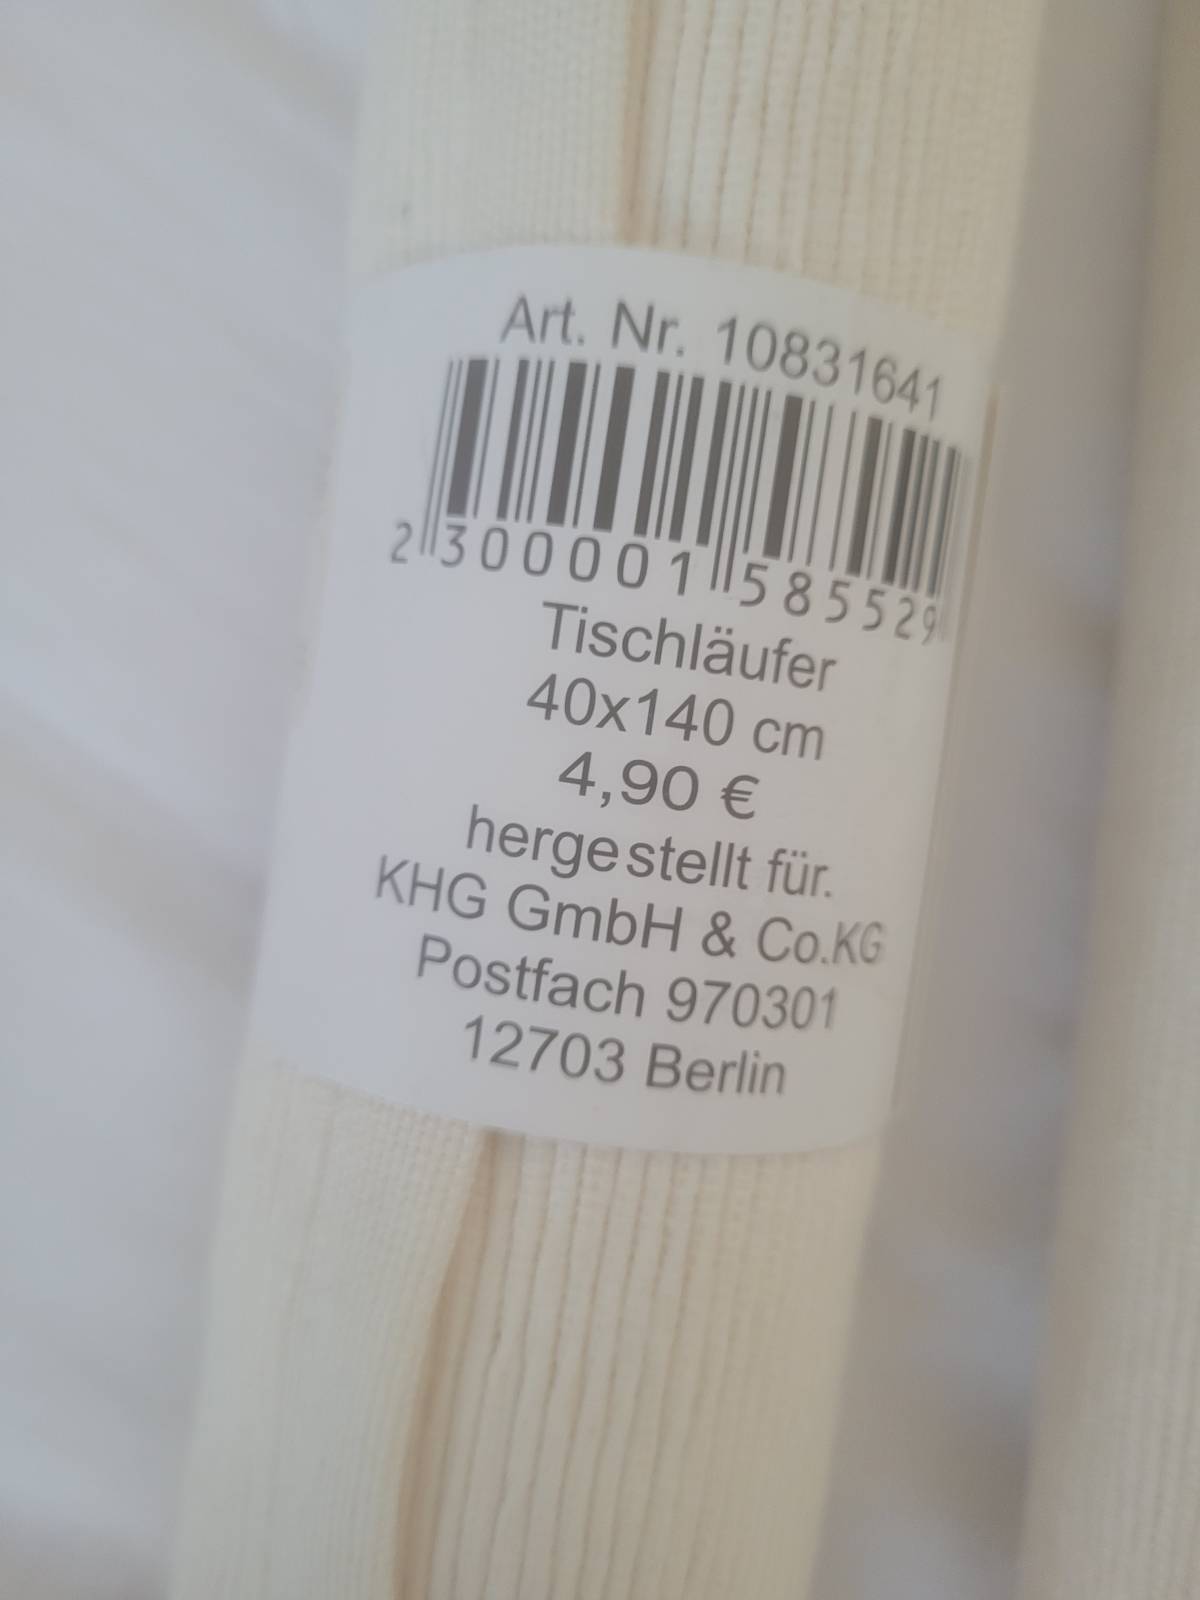 Art. Nr. 10831641
2 300001 585529
Tischläufer
40x140 cm
4,90 €
hergestellt für.
KHG GmbH & Co.KG
Postfach 970301
12703 Berlin